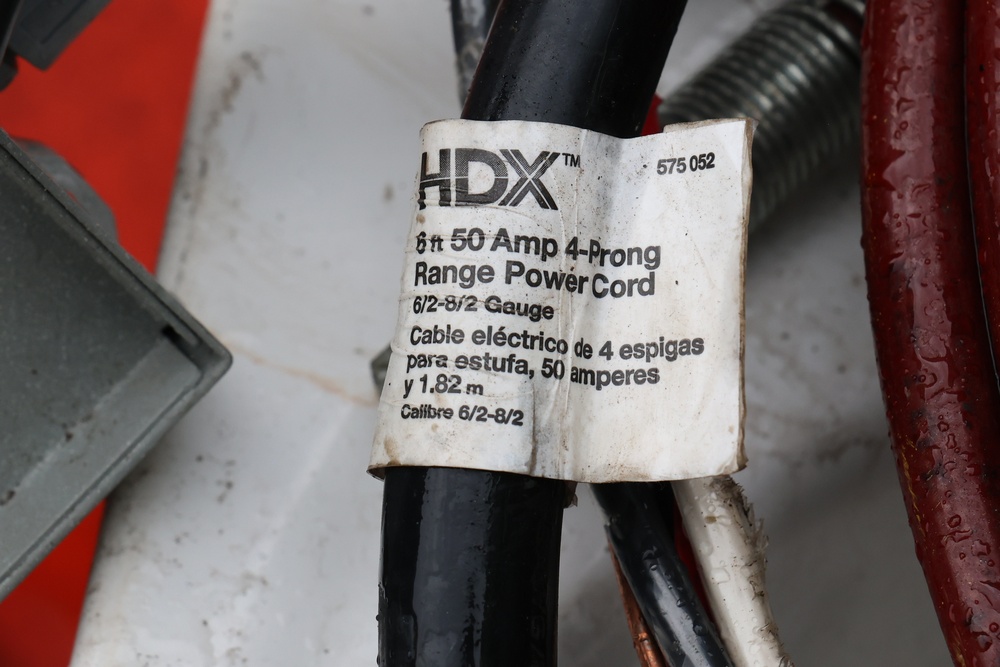 HDX™ 575 052
6 ft 50 Amp 4-Prong
Range Power Cord
6/2-8/2 Gauge
Cable eléctrico de 4 espigas
para estufa, 50 amperes
y 1.82 m
Calibre 6/2-8/2